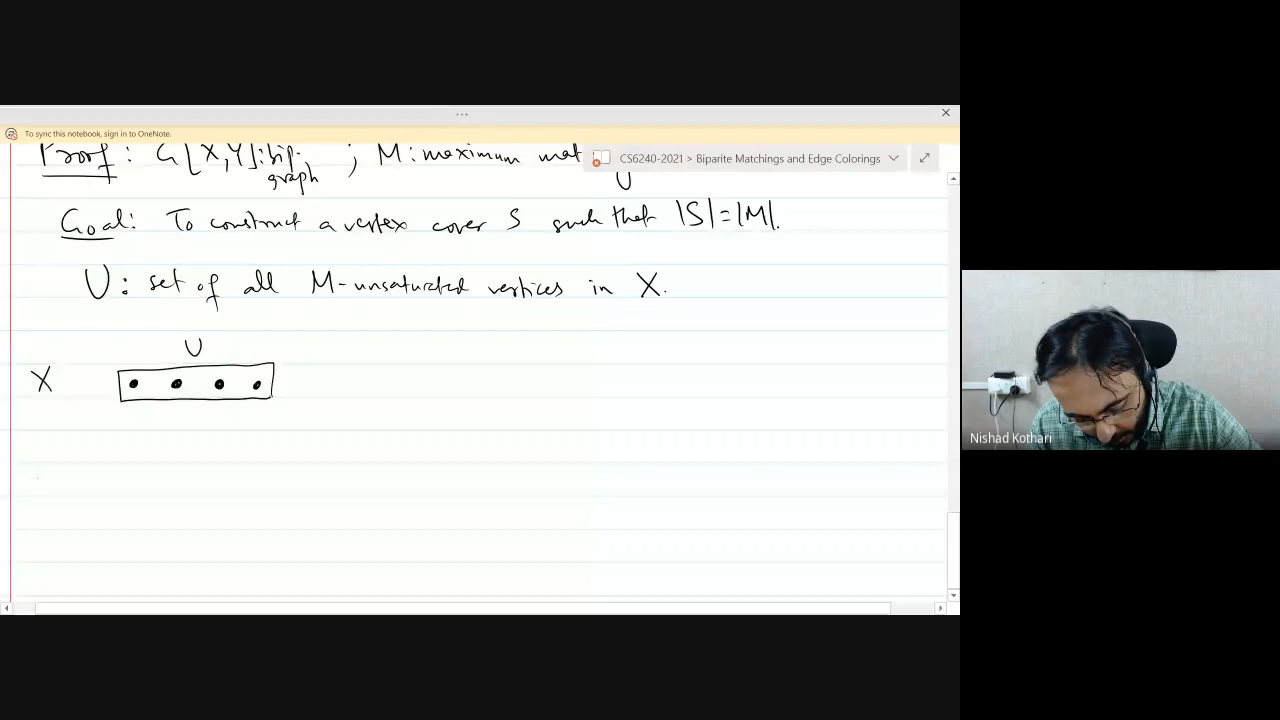 To sync this notebook, sign in to OneNote.
Proof : G[X,Y]: bip. graph ; M: maximum mat
CS6240-2021 > Biparite Matchings and Edge Colorings
Goal: To construct a vertex cover S such that |S|=|M|.
U: set of all M-unsaturated vertices in X.
U
X
Nishad Kothari